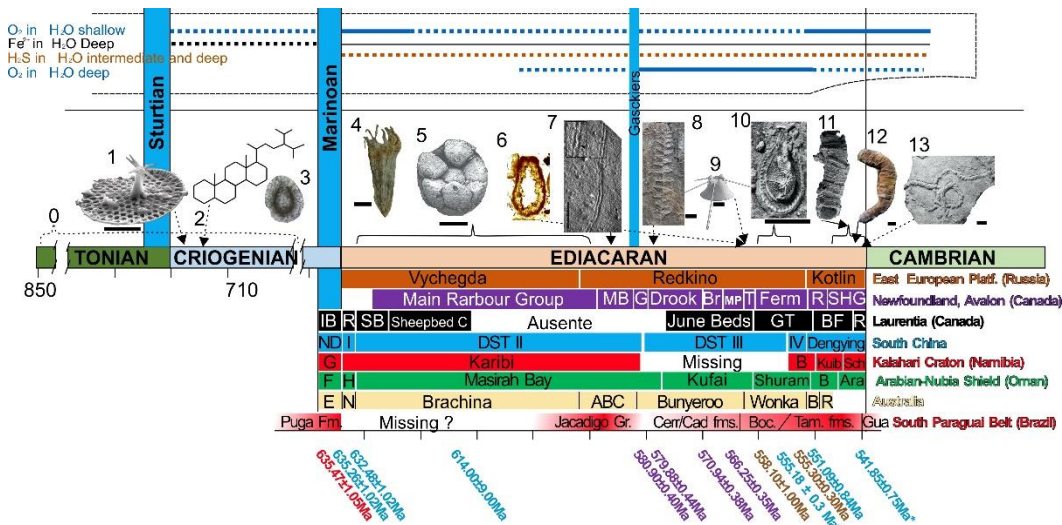 O₂ in H₂O shallow
Fe²⁺ in H₂O Deep
H₂S in H₂O intermediate and deep
O₂ in H₂O deep
Sturtian
Marinoan
Gasckiers
0
1
2
3
4
5
6
7
8
9
10
11
12
13
TONIAN CRIOGENIAN EDIACARAN CAMBRIAN
850 710
Vychegda Redkino Kotlin East European Platf. (Russia)
Main Rarbour Group MB G Drook Br MP T Ferm R SHG Newfoundland, Avalon (Canada)
IB R SB Sheepbed C Ausente June Beds GT BF R Laurentia (Canada)
ND I DST II DST III IV Dengying South China
G Karibi Missing B Kuib Sch Kalahari Craton (Namibia)
F H Masirah Bay Kufai Shuram B Ara Arabian-Nubia Shield (Oman)
E N Brachina ABC Bunyeroo Wonka B R Australia
Puga Fm. Missing ? Jacadigo Gr. Cerr/Cad fms. Boc. / Tam. fms. Gua South Paragual Belt (Brazil)
635.47±1.05Ma
635.26±1.02Ma
632.48±1.02Ma
614.00±9.00Ma
580.90±0.40Ma
579.88±0.44Ma
570.94±0.38Ma
566.25±0.35Ma
558.10±1.00Ma
555.18 ± 0.3 Ma
555.30±0.30Ma
551.09±0.84Ma
541.85±0.75Ma*